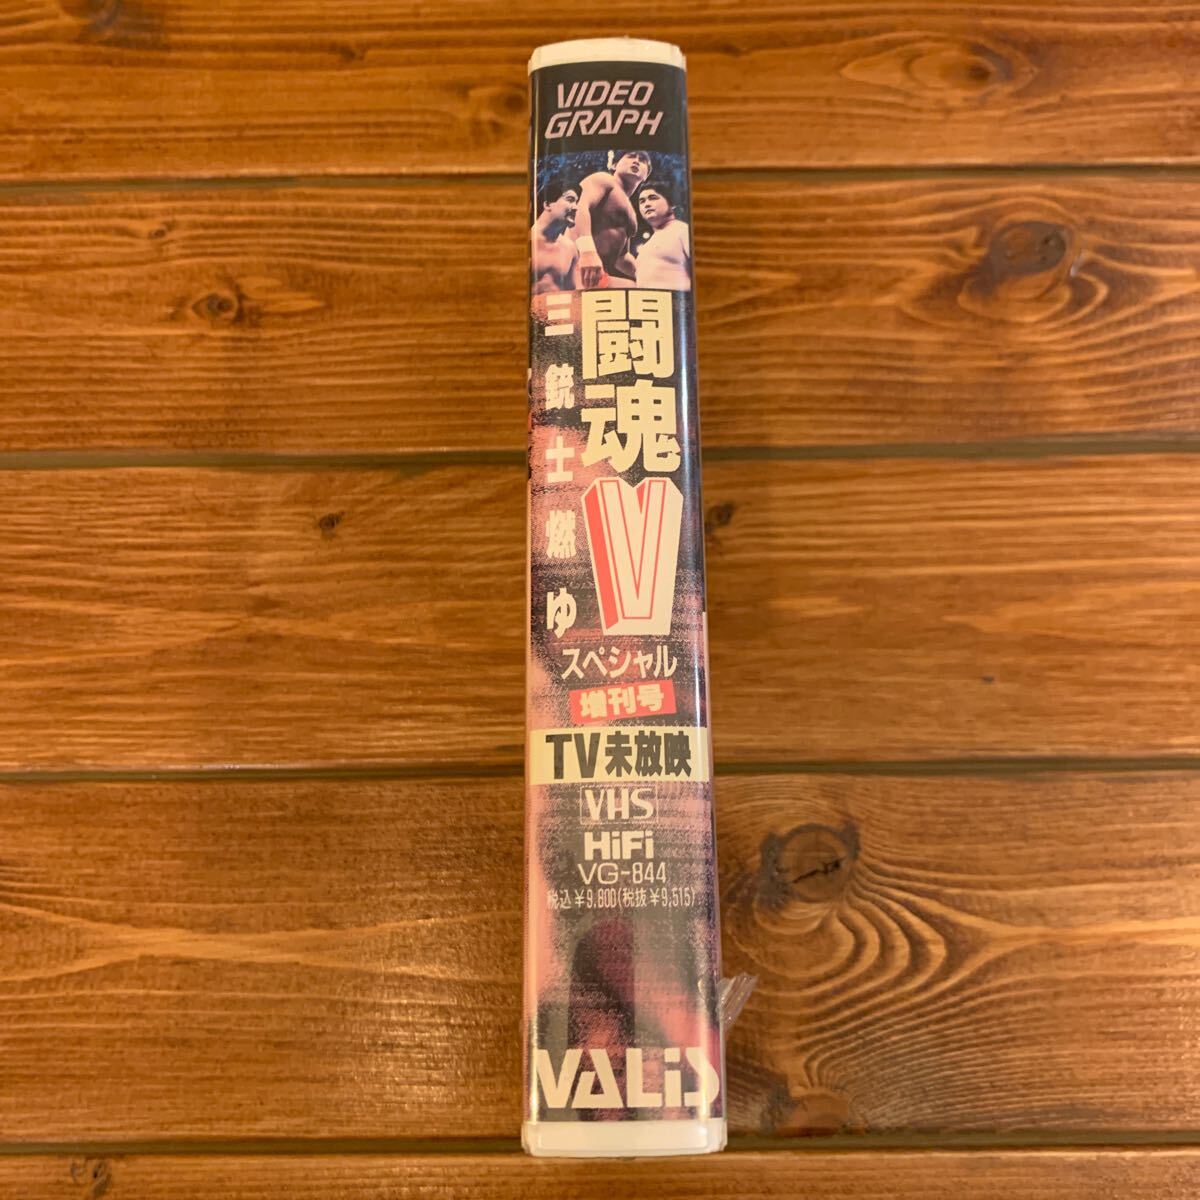 VIDEO
GRAPH
闘魂V
スペシャル
増刊号
三銃士燃ゆ
TV未放映
VHS
HiFi
VG-844
税込¥9,800(税抜¥9,515)
VALiS